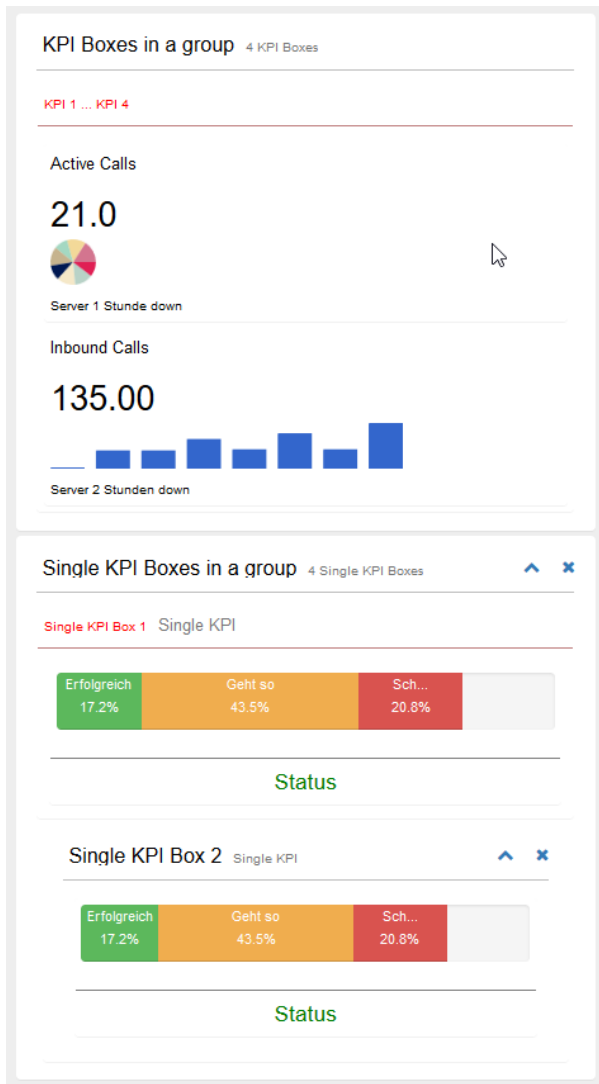 KPI Boxes in a group 4 KPI Boxes
KPI 1 ... KPI 4
Active Calls
21.0
Server 1 Stunde down
Inbound Calls
135.00
Server 2 Stunden down
Single KPI Boxes in a group 4 Single KPI Boxes
Single KPI Box 1 Single KPI
Erfolgreich Geht so Sch...
17.2% 43.5% 20.8%
Status
Single KPI Box 2 Single KPI
Erfolgreich Geht so Sch...
17.2% 43.5% 20.8%
Status